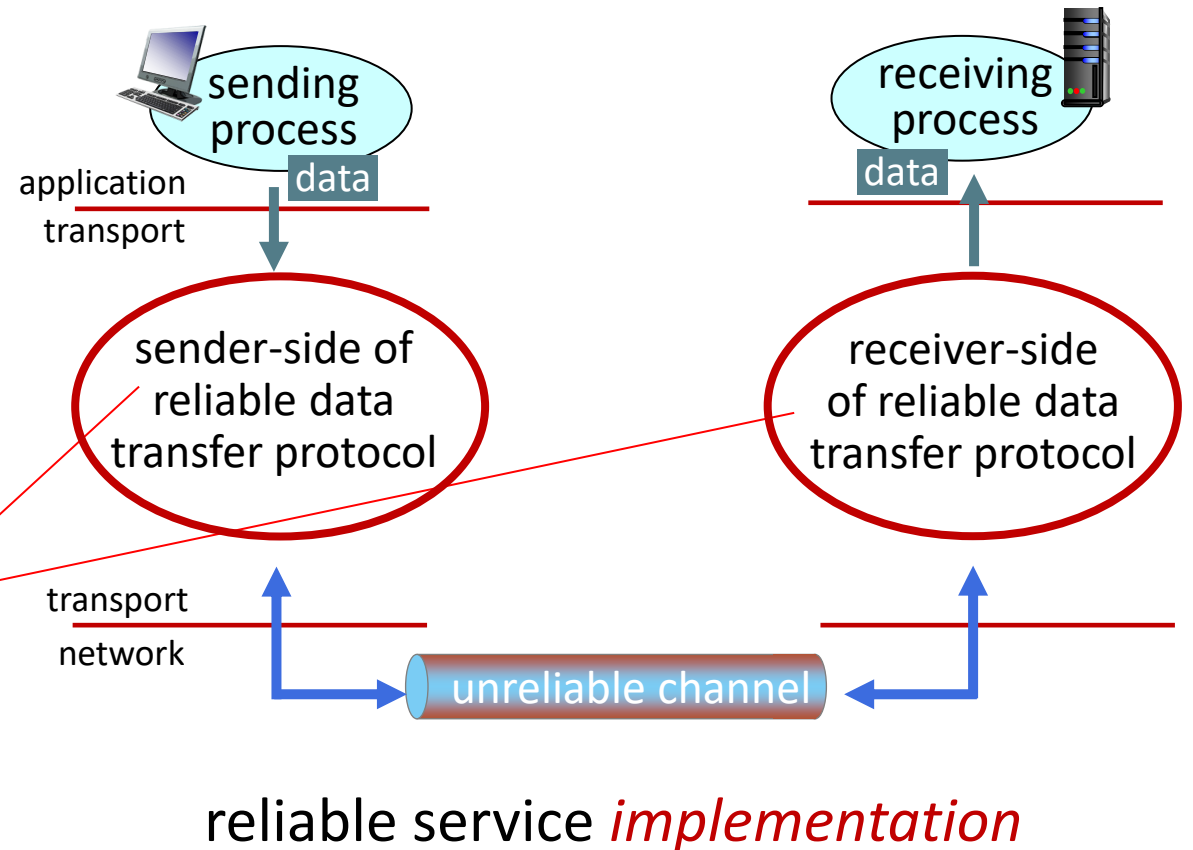 sending
process
data
receiving
process
data
application
transport
sender-side of
reliable data
transfer protocol
receiver-side
of reliable data
transfer protocol
transport
network
unreliable channel
reliable service implementation